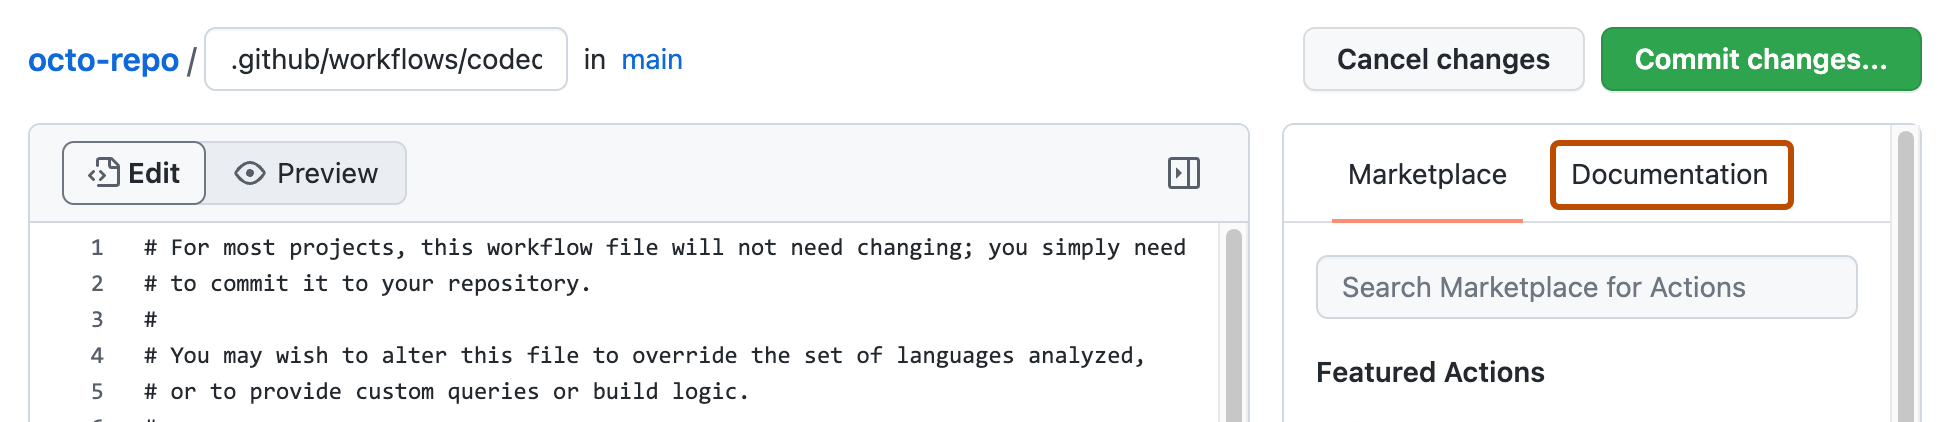 octo-repo / .github/workflows/codec in main Cancel changes Commit changes...
Edit Preview
Marketplace Documentation
1 # For most projects, this workflow file will not need changing; you simply need
2 # to commit it to your repository.
3 #
4 # You may wish to alter this file to override the set of languages analyzed,
5 # or to provide custom queries or build logic.
Search Marketplace for Actions
Featured Actions